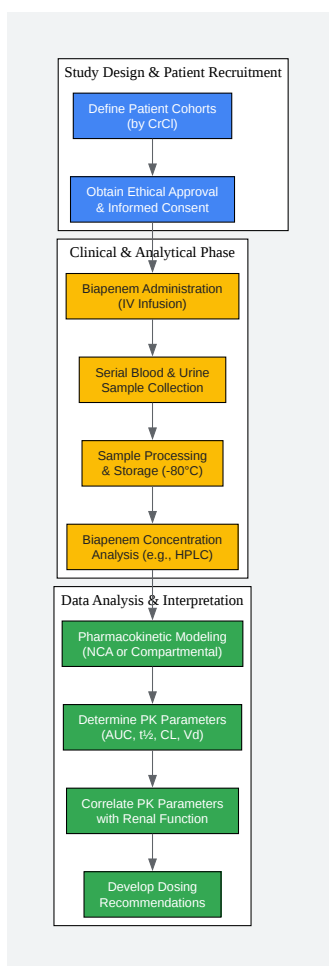 Study Design & Patient Recruitment
Define Patient Cohorts
(by CrCl)
Obtain Ethical Approval
& Informed Consent
Clinical & Analytical Phase
Biapenem Administration
(IV Infusion)
Serial Blood & Urine
Sample Collection
Sample Processing
& Storage (-80°C)
Biapenem Concentration
Analysis (e.g., HPLC)
Data Analysis & Interpretation
Pharmacokinetic Modeling
(NCA or Compartmental)
Determine PK Parameters
(AUC, t½, CL, Vd)
Correlate PK Parameters
with Renal Function
Develop Dosing
Recommendations